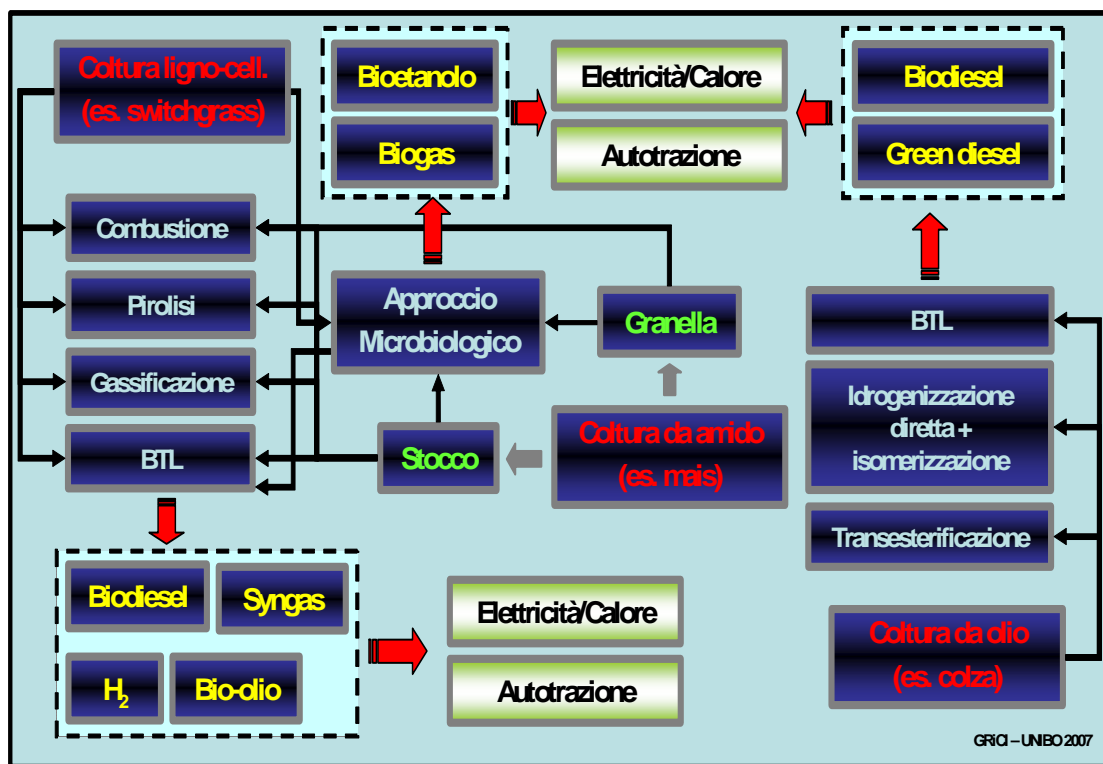 Coltura ligno-cell.
(es. switchgrass)
Bioetanolo
Biogas
Elettricità/Calore
Autotrazione
Biodiesel
Green diesel
Combustione
Pirolisi
Gassificazione
BTL
Approccio
Microbiologico
Granella
Stocco
Coltura da amido
(es. mais)
BTL
Idrogenizzazione
diretta +
isomerizzazione
Transesterificazione
Coltura da olio
(es. colza)
Biodiesel
Syngas
H2
Bio-olio
Elettricità/Calore
Autotrazione
GRiCI – UNIBO 2007